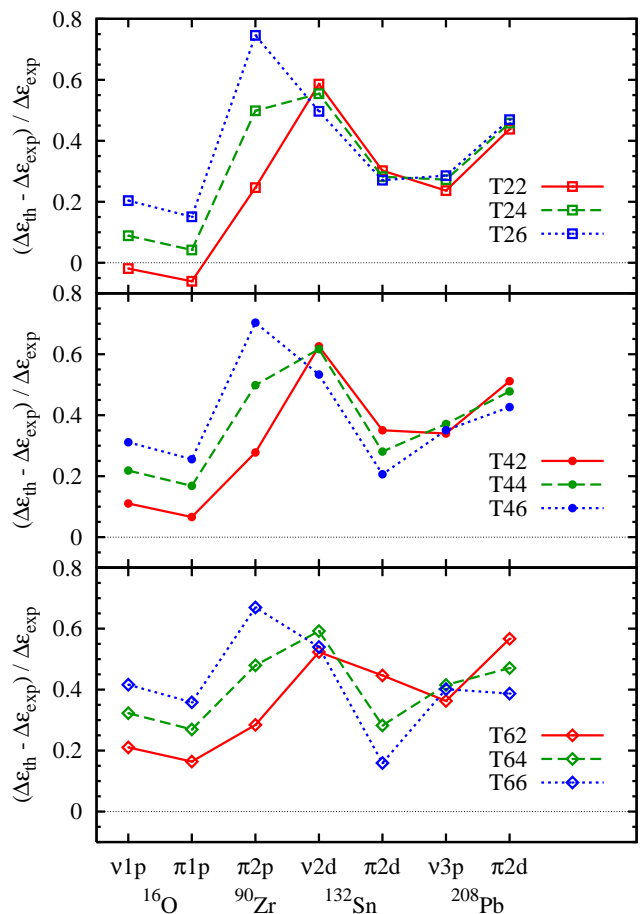 0.8
0.6
0.4
0.2
0
(Δε_th - Δε_exp) / Δε_exp
T22
T24
T26
0.8
0.6
0.4
0.2
0
(Δε_th - Δε_exp) / Δε_exp
T42
T44
T46
0.8
0.6
0.4
0.2
0
(Δε_th - Δε_exp) / Δε_exp
T62
T64
T66
ν1p π1p π2p ν2d π2d ν3p π2d
¹⁶O ⁹⁰Zr ¹³²Sn ²⁰⁸Pb